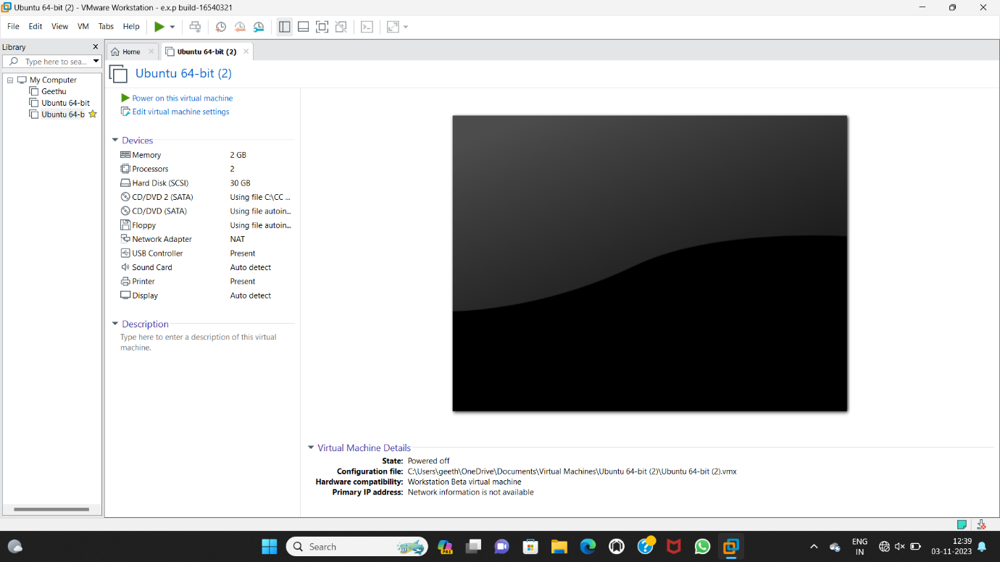 Ubuntu 64-bit (2) - VMware Workstation - e.x.p build-16540321
File Edit View VM Tabs Help
Library
Type here to sea...
My Computer
Geethu
Ubuntu 64-bit
Ubuntu 64-b
Home
Ubuntu 64-bit (2)
Ubuntu 64-bit (2)
Power on this virtual machine
Edit virtual machine settings
Devices
Memory 2 GB
Processors 2
Hard Disk (SCSI) 30 GB
CD/DVD 2 (SATA) Using file C:\CC ...
CD/DVD (SATA) Using file autoin...
Floppy Using file autoin...
Network Adapter NAT
USB Controller Present
Sound Card Auto detect
Printer Present
Display Auto detect
Description
Type here to enter a description of this virtual
machine.
Virtual Machine Details
State: Powered off
Configuration file: C:\Users\geeth\OneDrive\Documents\Virtual Machines\Ubuntu 64-bit (2)\Ubuntu 64-bit (2).vmx
Hardware compatibility: Workstation Beta virtual machine
Primary IP address: Network information is not available
Search
PRE
ENG
IN
12:39
03-11-2023